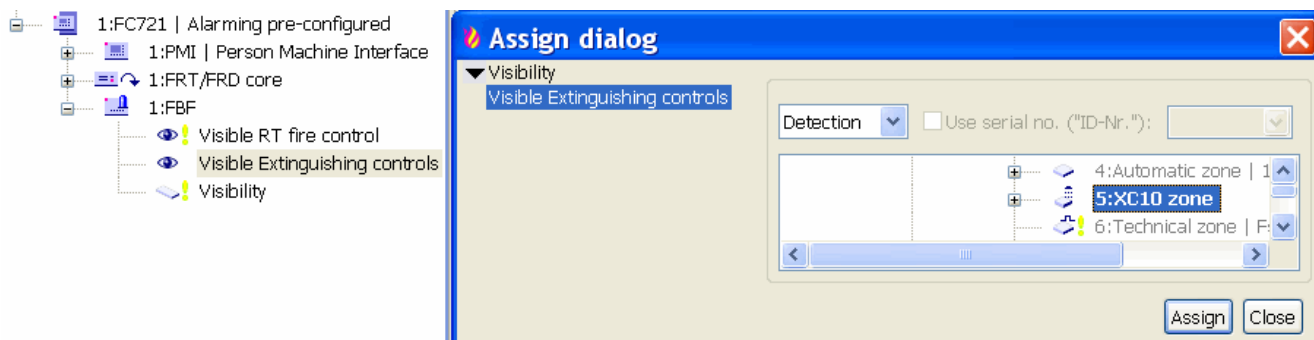 1:FC721 | Alarming pre-configured
1:PMI | Person Machine Interface
1:FRT/FRD core
1:FBF
Visible RT fire control
Visible Extinguishing controls
Visibility
Assign dialog
Visibility
Visible Extinguishing controls
Detection
Use serial no. ("ID-Nr."):
4:Automatic zone | 1
5:XC10 zone
6:Technical zone |
Assign
Close